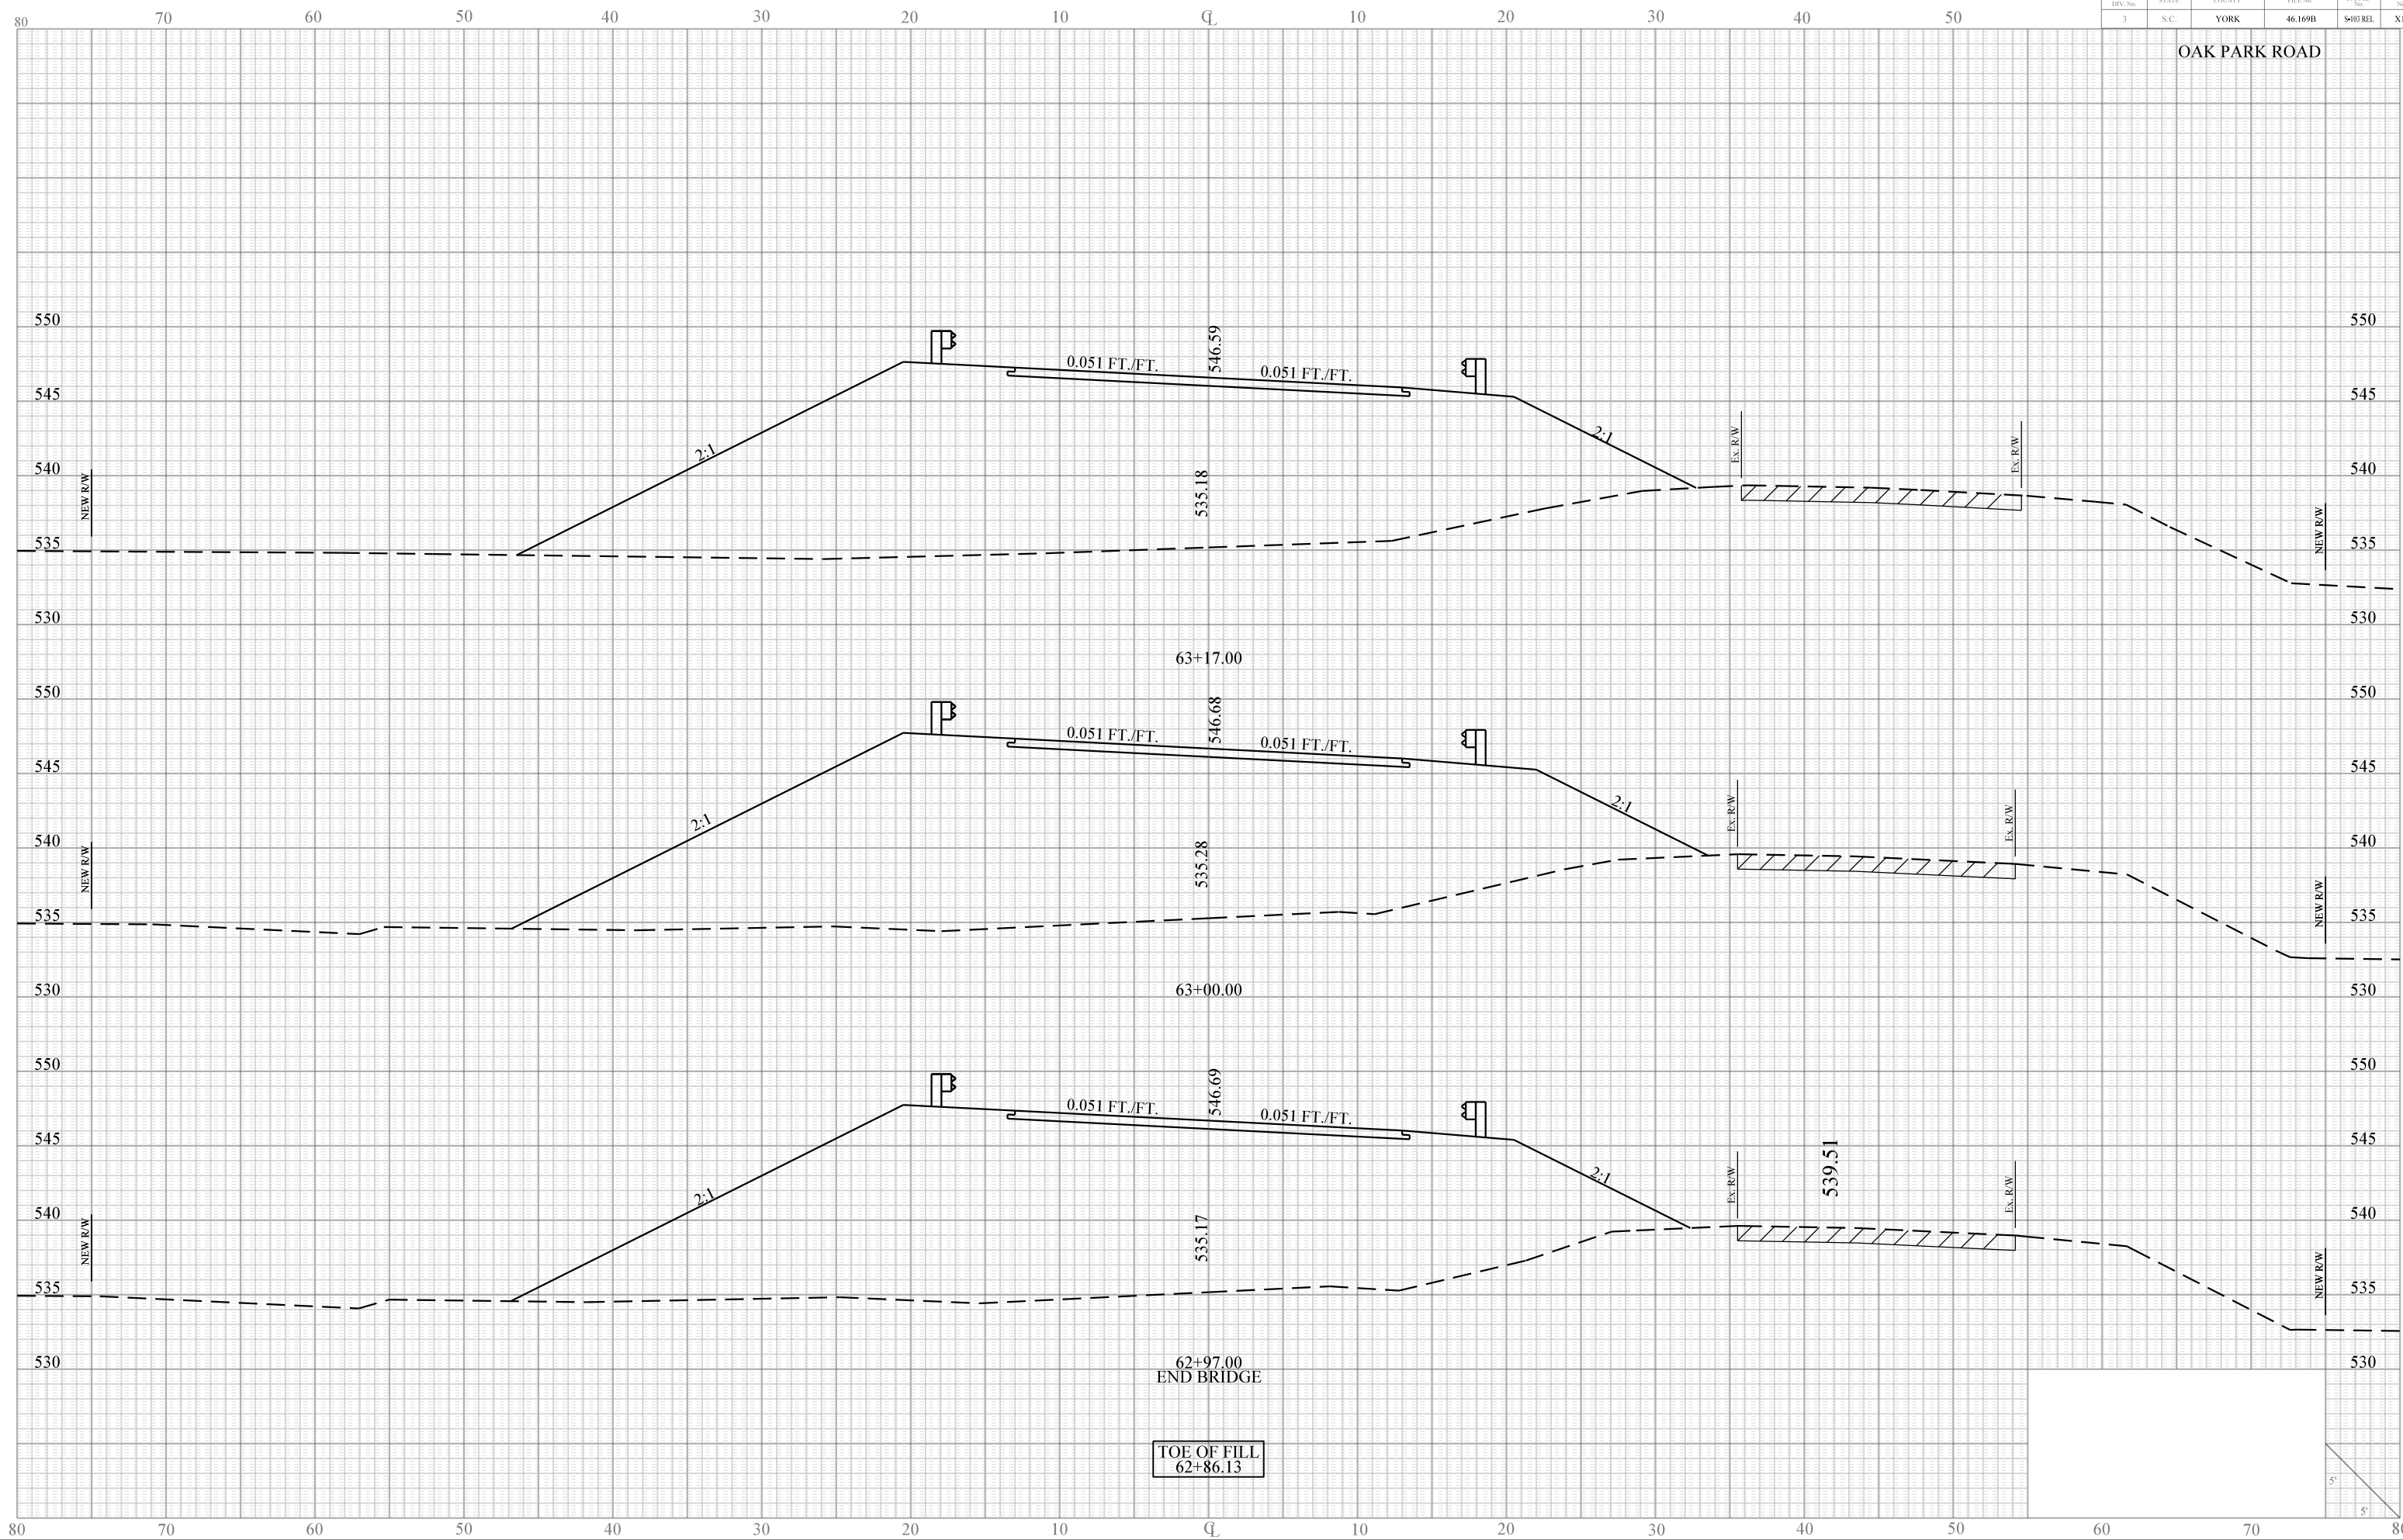 80 70 60 50 40 30 20 10 CL 10 20 30 40 50
DIV. No. STATE COUNTY FILE No. No.
3 S.C. YORK 46.169B S-103 REL
OAK PARK ROAD
550 546.59 550
0.051 FT./FT. 0.051 FT./FT.
545 545
2:1 2:1
Ex. R/W Ex. R/W
540 540
NEW R/W 535.18 NEW R/W
535 535
530 530
63+17.00
550 546.68 550
0.051 FT./FT. 0.051 FT./FT.
545 545
2:1 2:1
Ex. R/W Ex. R/W
540 540
NEW R/W 535.28 NEW R/W
535 535
530 530
63+00.00
550 546.69 550
0.051 FT./FT. 0.051 FT./FT.
545 545
2:1 2:1
Ex. R/W 539.51 Ex. R/W
540 540
NEW R/W 535.17 NEW R/W
535 535
530 530
62+97.00
END BRIDGE
TOE OF FILL
62+86.13
5'
5'
80 70 60 50 40 30 20 10 CL 10 20 30 40 50 60 70